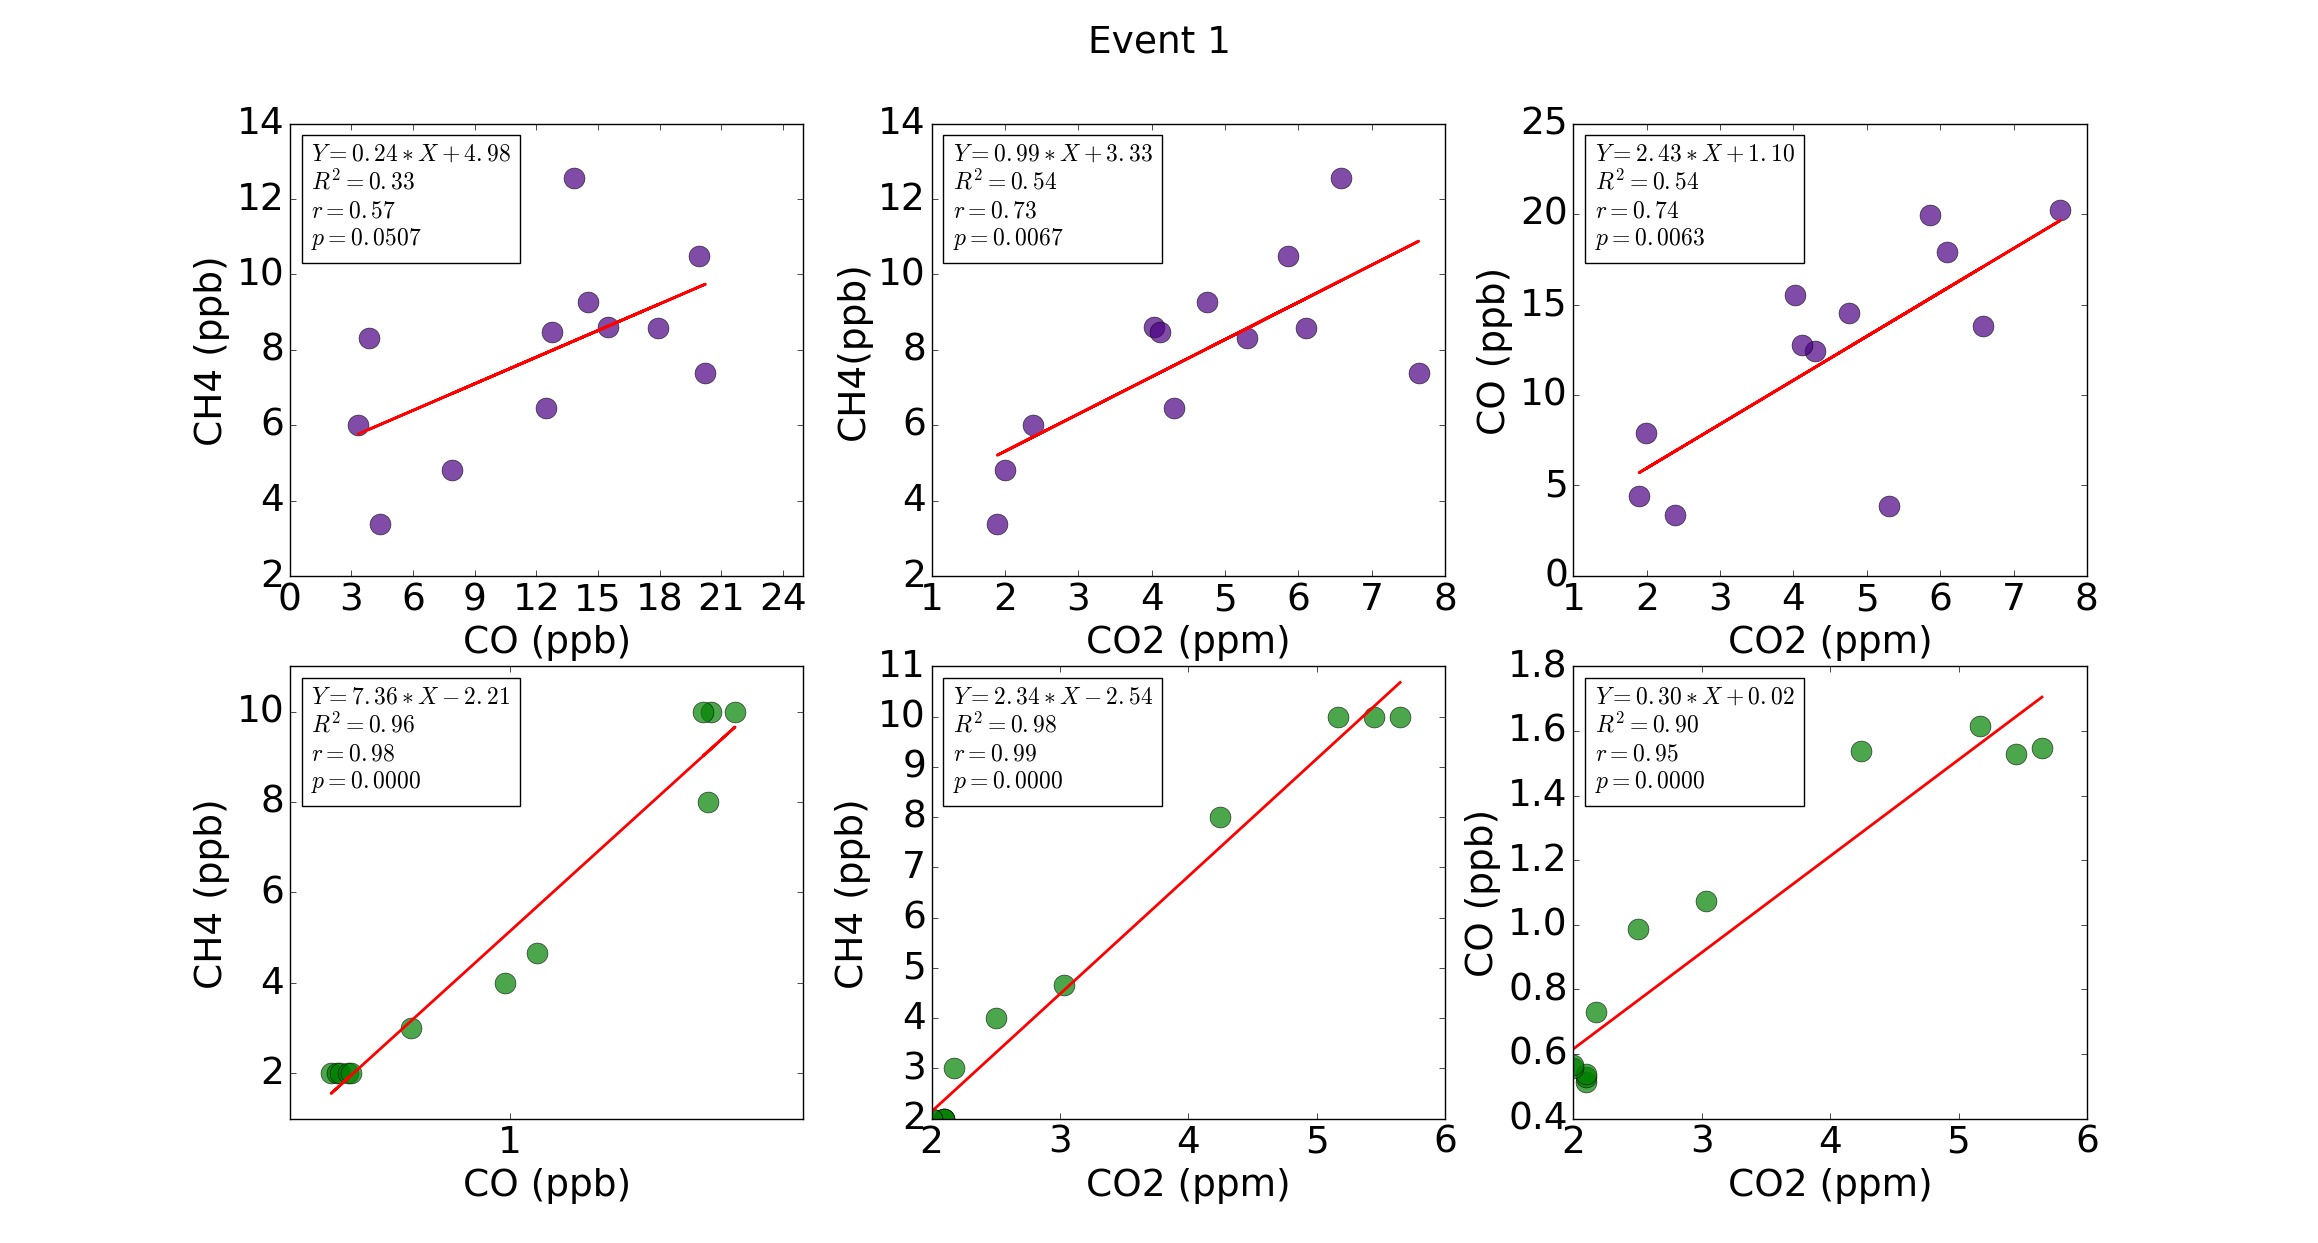 Event 1
14
12
10
8
6
4
2
CH4 (ppb)
Y = 0.24 * X + 4.98
R² = 0.33
r = 0.57
p = 0.0507
0 3 6 9 12 15 18 21 24
CO (ppb)
14
12
10
8
6
4
2
CH4(ppb)
Y = 0.99 * X + 3.33
R² = 0.54
r = 0.73
p = 0.0067
1 2 3 4 5 6 7 8
CO2 (ppm)
25
20
15
10
5
0
CO (ppb)
Y = 2.43 * X + 1.10
R² = 0.54
r = 0.74
p = 0.0063
1 2 3 4 5 6 7 8
CO2 (ppm)
10
8
6
4
2
CH4 (ppb)
Y = 7.36 * X − 2.21
R² = 0.96
r = 0.98
p = 0.0000
1
CO (ppb)
11
10
9
8
7
6
5
4
3
2
CH4 (ppb)
Y = 2.34 * X − 2.54
R² = 0.98
r = 0.99
p = 0.0000
2 3 4 5 6
CO2 (ppm)
1.8
1.6
1.4
1.2
1.0
0.8
0.6
0.4
CO (ppb)
Y = 0.30 * X + 0.02
R² = 0.90
r = 0.95
p = 0.0000
2 3 4 5 6
CO2 (ppm)